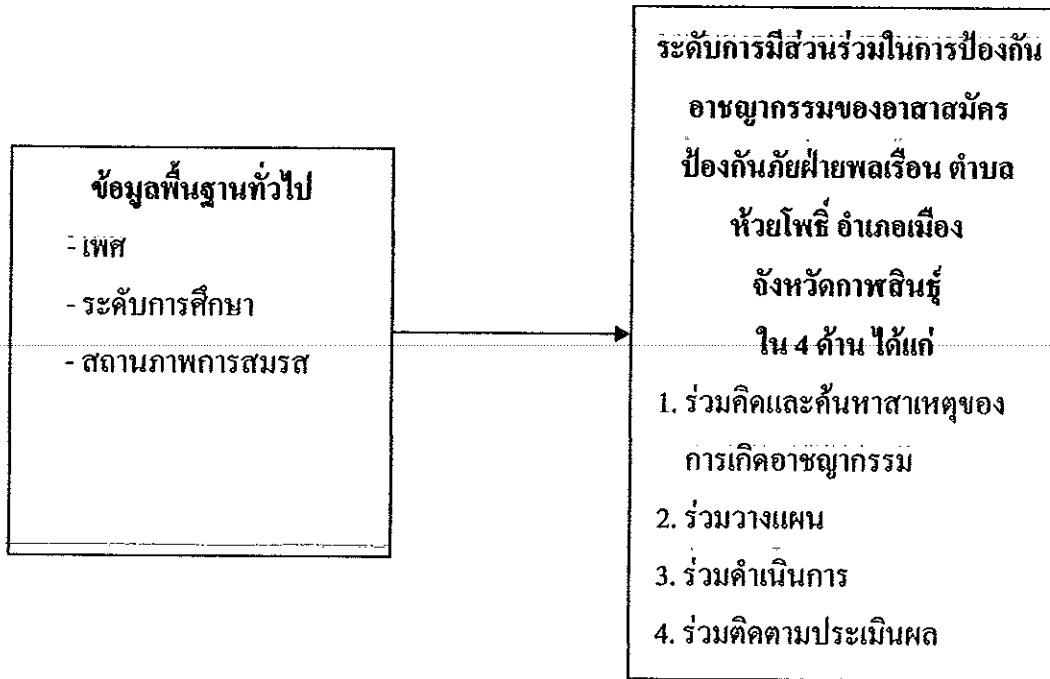 ข้อมูลพื้นฐานทั่วไป
- เพศ
- ระดับการศึกษา
- สถานภาพการสมรส
ระดับการมีส่วนร่วมในการป้องกัน
อาชญากรรมของอาสาสมัคร
ป้องกันภัยฝ่ายพลเรือน ตำบล
ห้วยโพธิ์ อำเภอเมือง
จังหวัดกาฬสินธุ์
ใน 4 ด้าน ได้แก่
1. ร่วมคิดและค้นหาสาเหตุของ
การเกิดอาชญากรรม
2. ร่วมวางแผน
3. ร่วมดำเนินการ
4. ร่วมติดตามประเมินผล